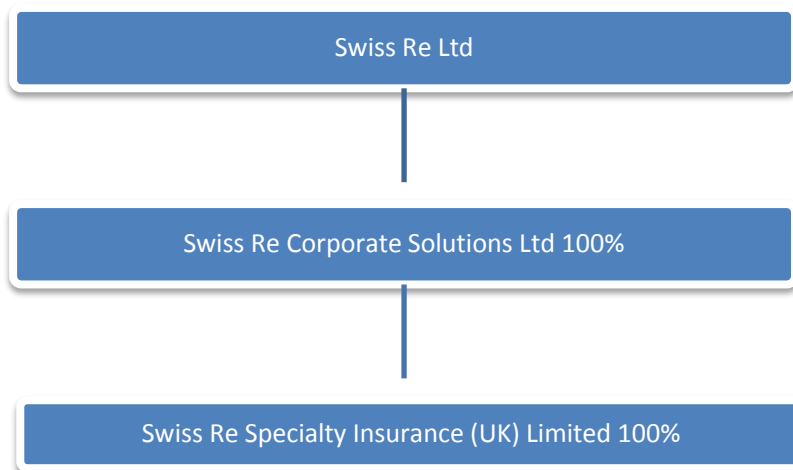 Swiss Re Ltd
Swiss Re Corporate Solutions Ltd 100%
Swiss Re Specialty Insurance (UK) Limited 100%